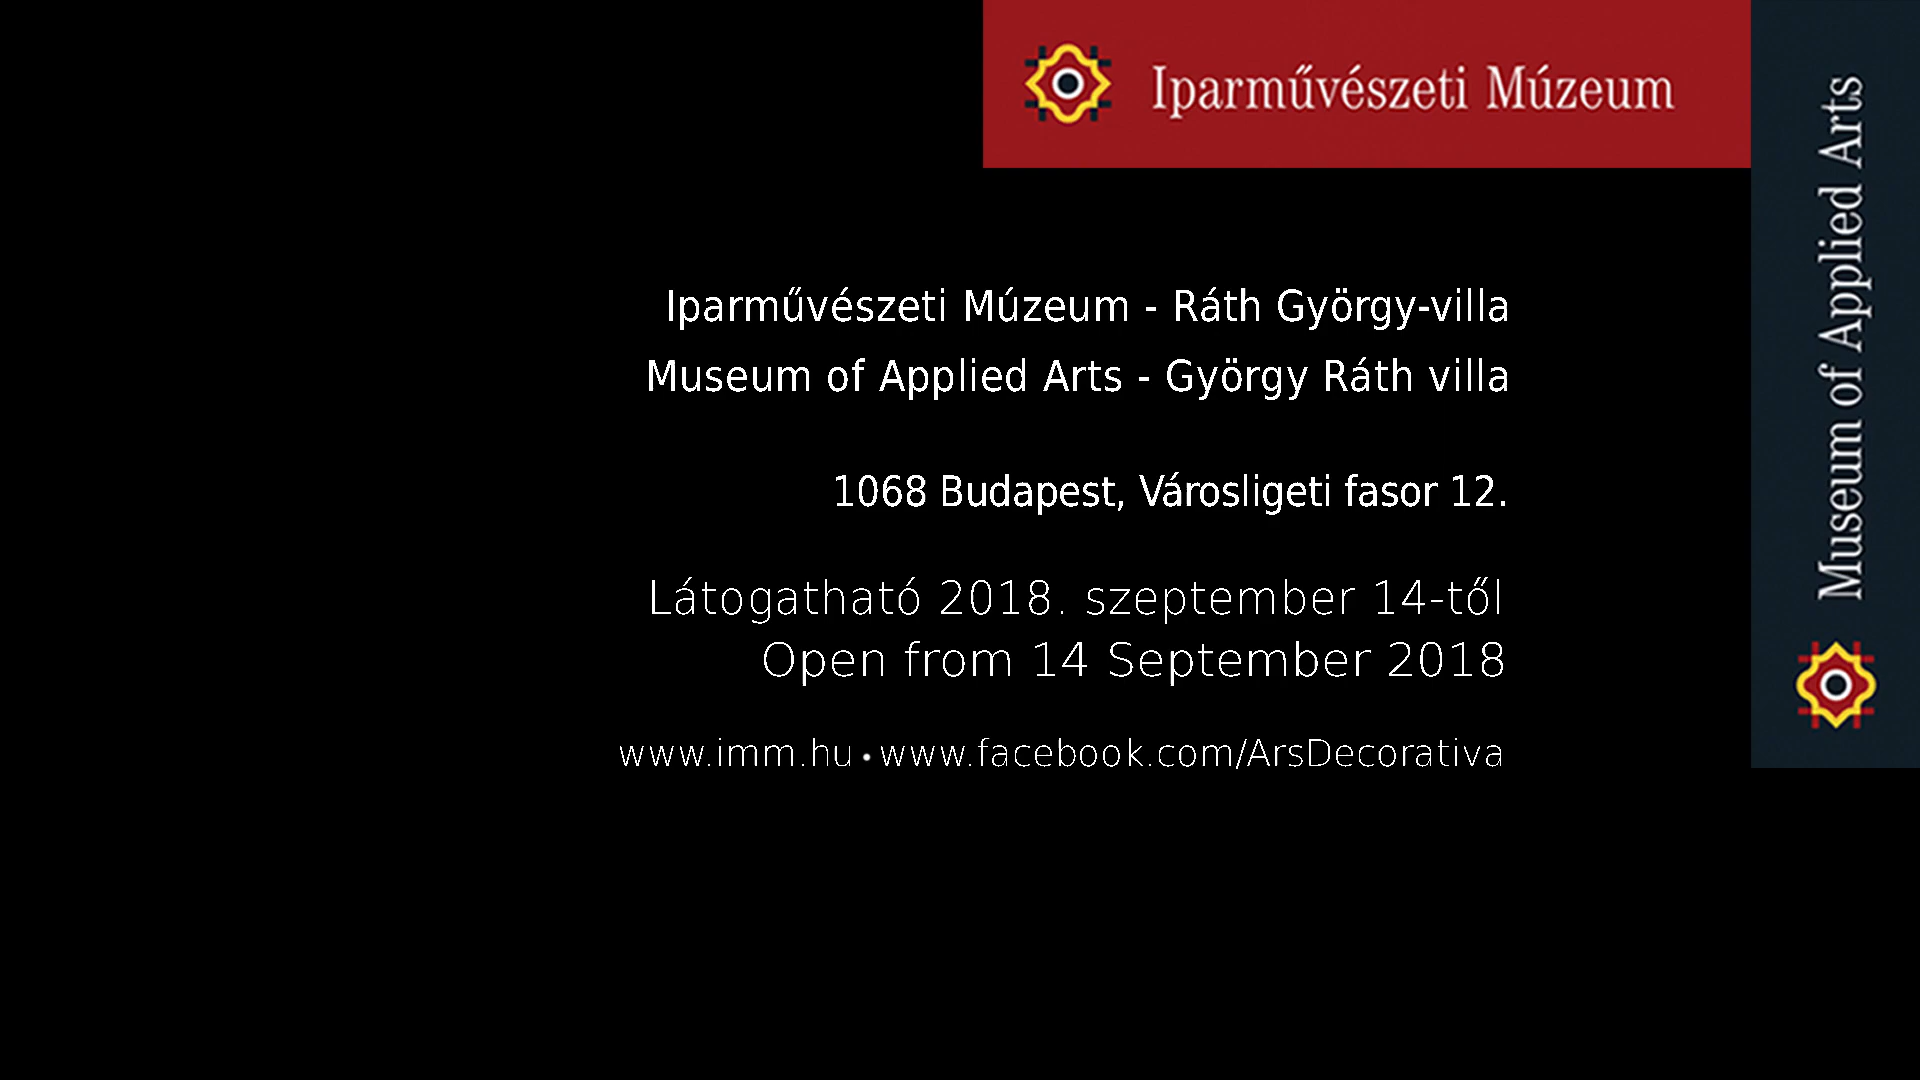 Iparművészeti Múzeum
Museum of Applied Arts
Iparművészeti Múzeum - Ráth György-villa
Museum of Applied Arts - György Ráth villa
1068 Budapest, Városligeti fasor 12.
Látogatható 2018. szeptember 14-től
Open from 14 September 2018
www.imm.hu • www.facebook.com/ArsDecorativa